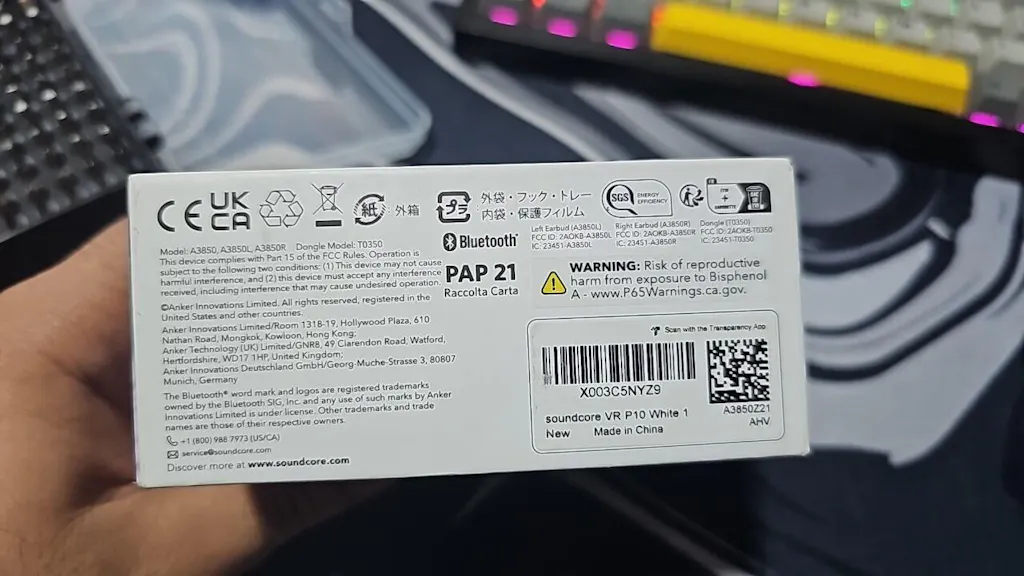 CE
UK
CA
紙
外箱
プラ
外袋・フック・トレー
内袋・保護フィルム
SGS
ENERGY
EFFICIENCY
Model: A3850, A3850L, A3850R Dongle Model: T0350
This device complies with Part 15 of the FCC Rules. Operation is
subject to the following two conditions: (1) This device may not cause
harmful interference, and (2) this device must accept any interference
received, including interference that may cause undesired operation.
©Anker Innovations Limited. All rights reserved, registered in the
United States and other countries.
Anker Innovations Limited/Room 1318-19, Hollywood Plaza, 610
Nathan Road, Mongkok, Kowloon, Hong Kong;
Anker Technology (UK) Limited/GNR8, 49 Clarendon Road, Watford,
Hertfordshire, WD17 1HP, United Kingdom;
Anker Innovations Deutschland GmbH/Georg-Muche-Strasse 3, 80807
Munich, Germany
The Bluetooth® word mark and logos are registered trademarks
owned by the Bluetooth SIG, Inc. and any use of such marks by Anker
Innovations Limited is under license. Other trademarks and trade
names are those of their respective owners.
+1 (800) 988 7973 (US/CA)
service@soundcore.com
Discover more at www.soundcore.com
Bluetooth®
PAP 21
Raccolta Carta
Left Earbud (A3850L)
FCC ID: 2AOKB-A3850L
IC: 23451-A3850L
Right Earbud (A3850R)
FCC ID: 2AOKB-A3850R
IC: 23451-A3850R
Dongle (T0350)
FCC ID: 2AOKB-T0350
IC: 23451-T0350
WARNING: Risk of reproductive
harm from exposure to Bisphenol
A - www.P65Warnings.ca.gov.
Scan with the Transparency App
X003C5NYZ9
soundcore VR P10 White 1
New Made in China
A3850Z21
AHV